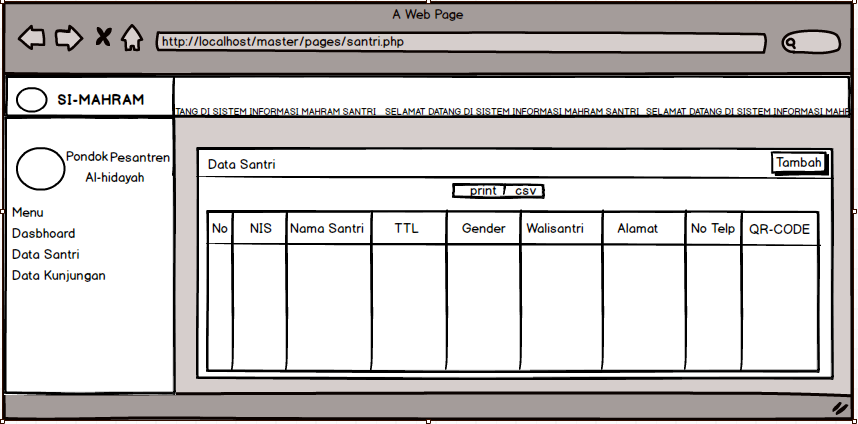 A Web Page
http://localhost/master/pages/santri.php
SI-MAHRAM
TANG DI SISTEM INFORMASI MAHRAM SANTRI SELAMAT DATANG DI SISTEM INFORMASI MAHRAM SANTRI SELAMAT DATANG DI SISTEM INFORMASI MAHR
Pondok Pesantren
Al-hidayah
Menu
Dasbhoard
Data Santri
Data Kunjungan
Data Santri
Tambah
print / csv
No NIS Nama Santri TTL Gender Walisantri Alamat No Telp QR-CODE